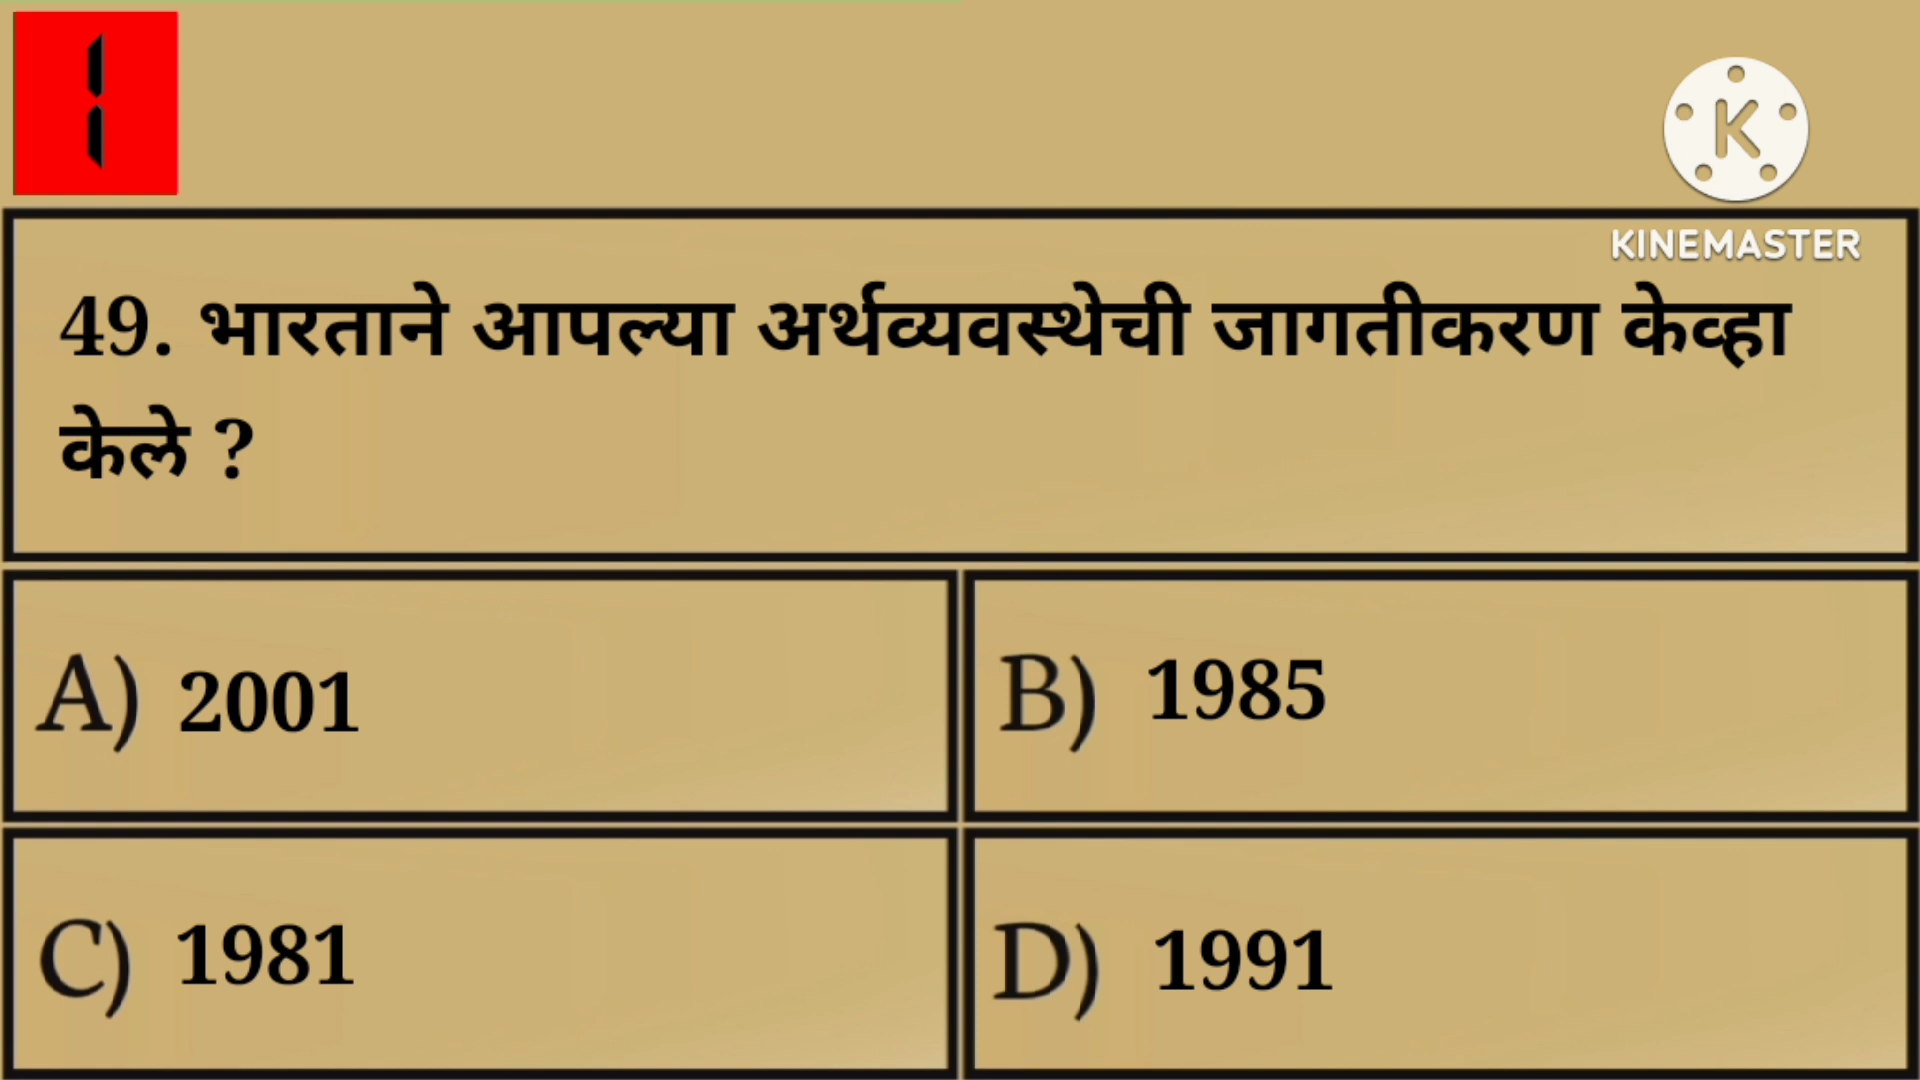 1
K
KINEMASTER
49. भारताने आपल्या अर्थव्यवस्थेची जागतीकरण केव्हा
केले ?
A) 2001
B) 1985
C) 1981
D) 1991